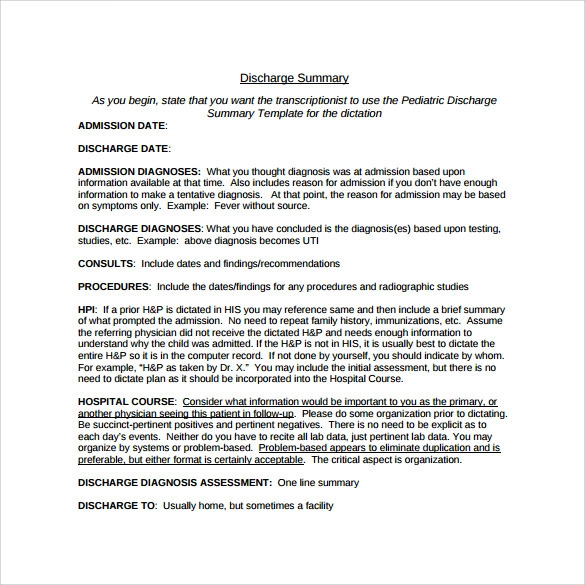 Discharge Summary
As you begin, state that you want the transcriptionist to use the Pediatric Discharge
Summary Template for the dictation
ADMISSION DATE:
DISCHARGE DATE:
ADMISSION DIAGNOSES:  What you thought diagnosis was at admission based upon
information available at that time.  Also includes reason for admission if you don't have enough
information to make a tentative diagnosis.   At that point, the reason for admission may be based
on symptoms only.  Example:  Fever without source.
DISCHARGE DIAGNOSES: What you have concluded is the diagnosis(es) based upon testing,
studies, etc.  Example:  above diagnosis becomes UTI
CONSULTS:  Include dates and findings/recommendations
PROCEDURES:  Include the dates/findings for any procedures and radiographic studies
HPI:  If a prior H&P is dictated in HIS you may reference same and then include a brief summary
of what prompted the admission.  No need to repeat family history, immunizations, etc.  Assume
the referring physician did not receive the dictated H&P and needs enough information to
understand why the child was admitted. If the H&P is not in HIS, it is usually best to dictate the
entire H&P so it is in the computer record.  If not done by yourself, you should indicate by whom.
For example, "H&P as taken by Dr. X."  You may include the initial assessment, but there is no
need to dictate plan as it should be incorporated into the Hospital Course.
HOSPITAL COURSE:  Consider what information would be important to you as the primary, or
another physician seeing this patient in follow-up.  Please do some organization prior to dictating.
Be succinct-pertinent positives and pertinent negatives.  There is no need to be explicit as to
each day's events.  Neither do you have to recite all lab data, just pertinent lab data. You may
organize by systems or problem-based.  Problem-based appears to eliminate duplication and is
preferable, but either format is certainly acceptable.  The critical aspect is organization.
DISCHARGE DIAGNOSIS ASSESSMENT:  One line summary
DISCHARGE TO:  Usually home, but sometimes a facility